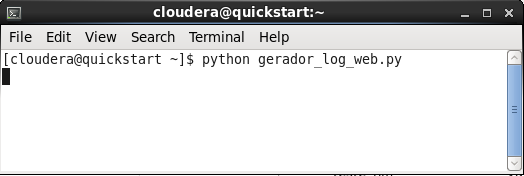 cloudera@quickstart:~
File Edit View Search Terminal Help
[cloudera@quickstart ~]$ python gerador_log_web.py